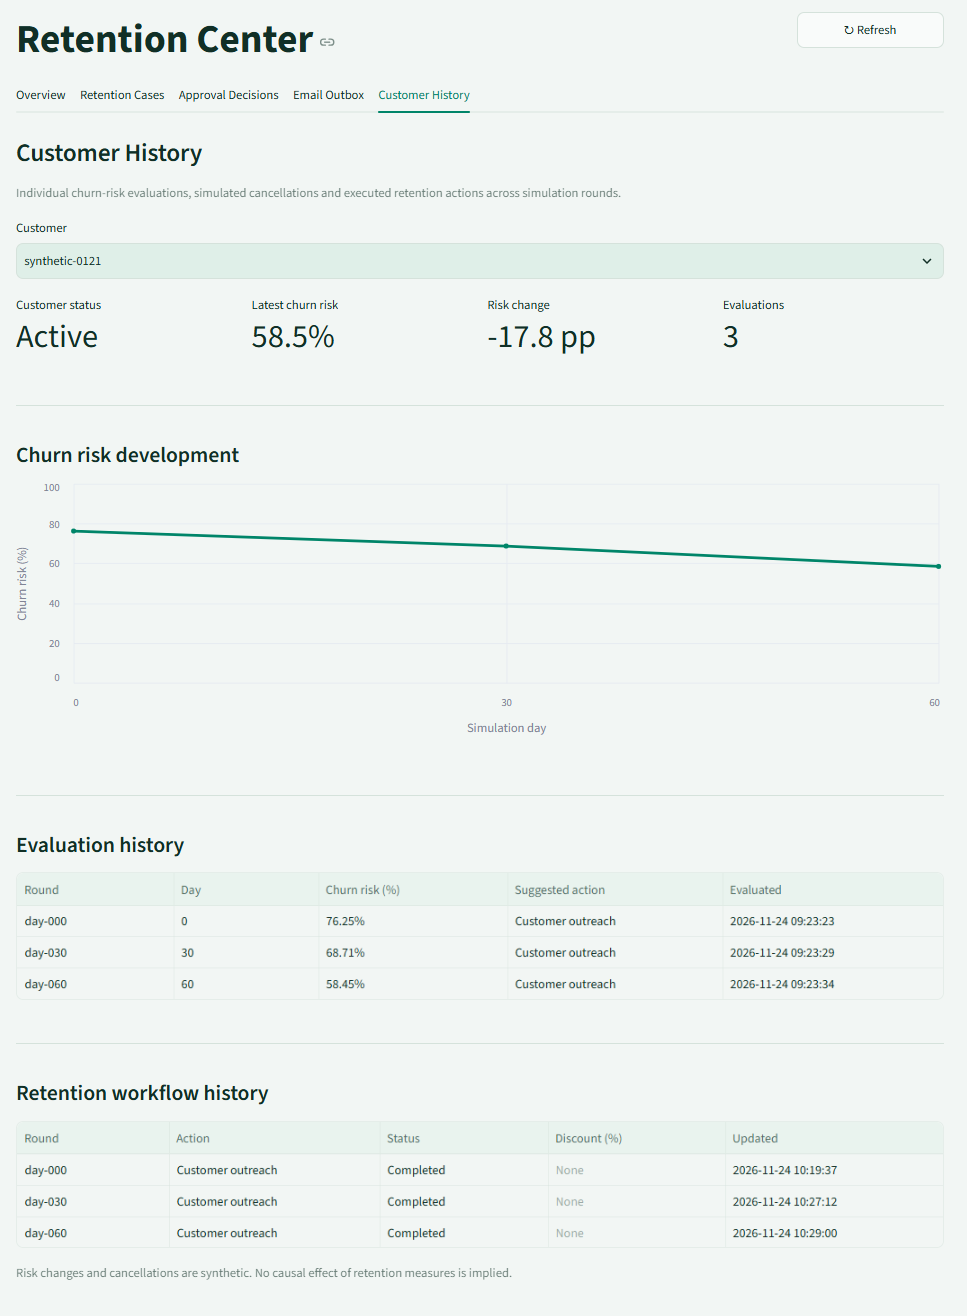 Retention Center
↻ Refresh
Overview Retention Cases Approval Decisions Email Outbox Customer History
Customer History
Individual churn-risk evaluations, simulated cancellations and executed retention actions across simulation rounds.
Customer
synthetic-0121
Customer status Latest churn risk Risk change Evaluations
Active 58.5% -17.8 pp 3
Churn risk development
100
80
60
40
20
0
Churn risk (%)
0 30 60
Simulation day
Evaluation history
Round Day Churn risk (%) Suggested action Evaluated
day-000 0 76.25% Customer outreach 2026-11-24 09:23:23
day-030 30 68.71% Customer outreach 2026-11-24 09:23:29
day-060 60 58.45% Customer outreach 2026-11-24 09:23:34
Retention workflow history
Round Action Status Discount (%) Updated
day-000 Customer outreach Completed None 2026-11-24 10:19:37
day-030 Customer outreach Completed None 2026-11-24 10:27:12
day-060 Customer outreach Completed None 2026-11-24 10:29:00
Risk changes and cancellations are synthetic. No causal effect of retention measures is implied.